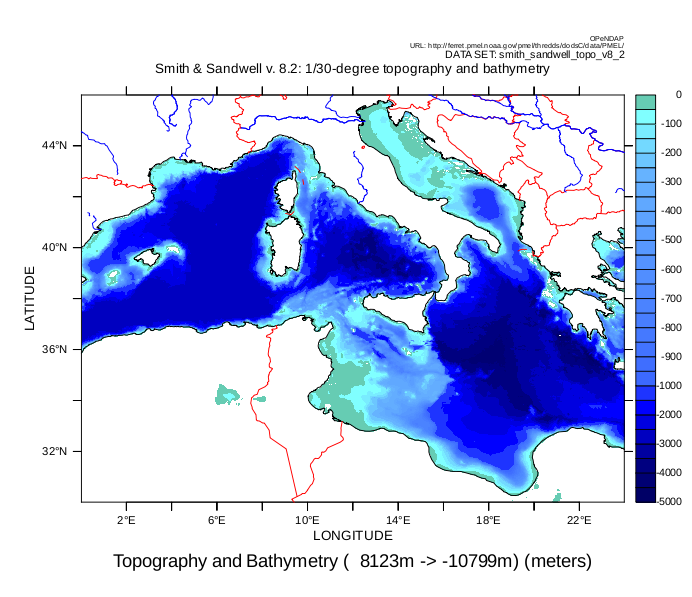 OPeNDAP
URL: http://ferret.pmel.noaa.gov/pmel/thredds/dodsC/data/PMEL/
DATA SET: smith_sandwell_topo_v8_2
Smith & Sandwell v. 8.2: 1/30-degree topography and bathymetry
44°N
40°N
36°N
32°N
LATITUDE
2°E 6°E 10°E 14°E 18°E 22°E
LONGITUDE
0
-50
-100
-150
-200
-300
-400
-500
-600
-700
-800
-900
-1000
-2000
-3000
-4000
-5000
Topography and Bathymetry ( 8123m -> -10799m) (meters)